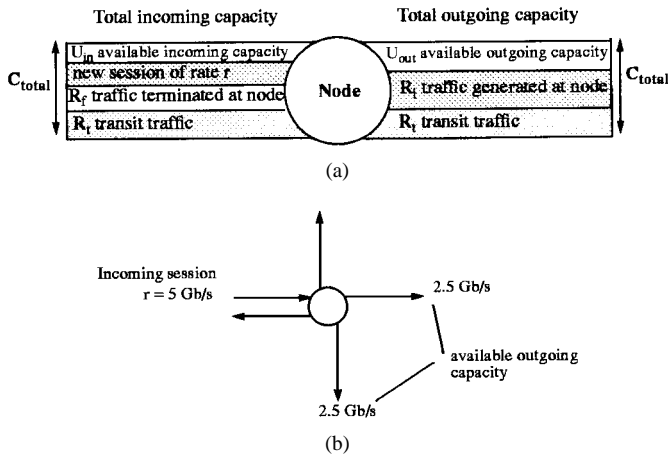 Total incoming capacity
Total outgoing capacity
C_total
U_in available incoming capacity
new session of rate r
R_f traffic terminated at node
R_t transit traffic
Node
U_out available outgoing capacity
R_i traffic generated at node
R_t transit traffic
C_total
(a)
Incoming session
r = 5 Gb/s
2.5 Gb/s
available outgoing
capacity
2.5 Gb/s
(b)